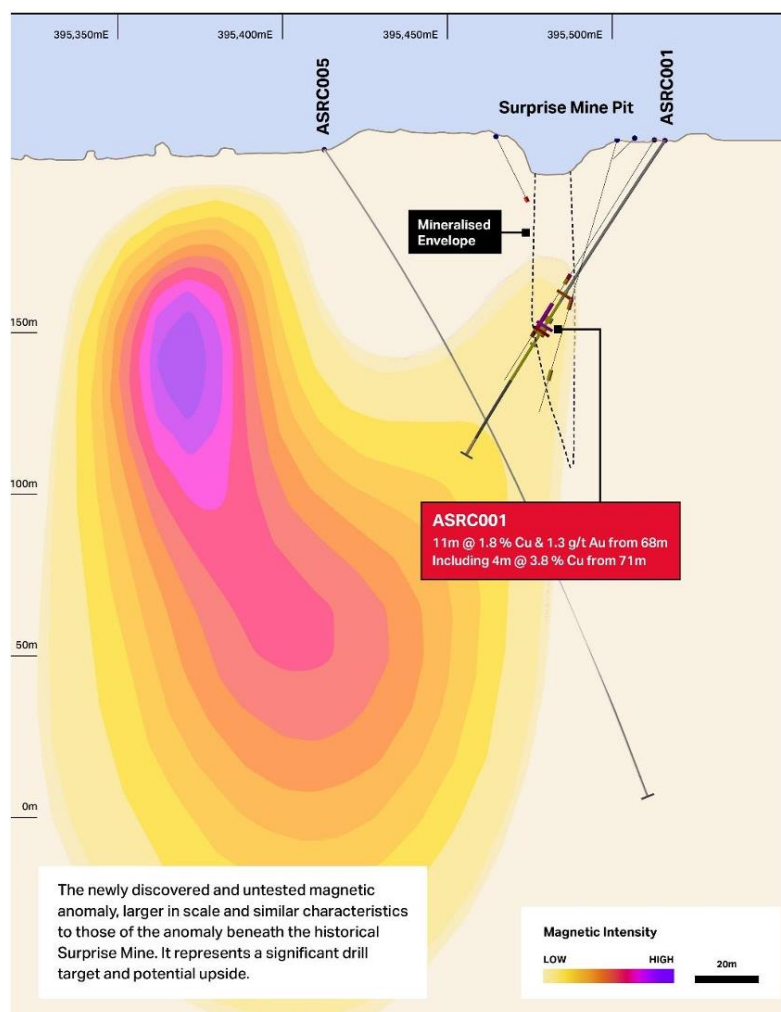 395,350mE
395,400mE
395,450mE
395,500mE
ASRC005
Surprise Mine Pit
ASRC001
Mineralised
Envelope
150m
100m
ASRC001
11m @ 1.8 % Cu & 1.3 g/t Au from 68m
Including 4m @ 3.8 % Cu from 71m
50m
0m
The newly discovered and untested magnetic
anomaly, larger in scale and similar characteristics
to those of the anomaly beneath the historical
Surprise Mine. It represents a significant drill
target and potential upside.
Magnetic Intensity
LOW
HIGH
20m